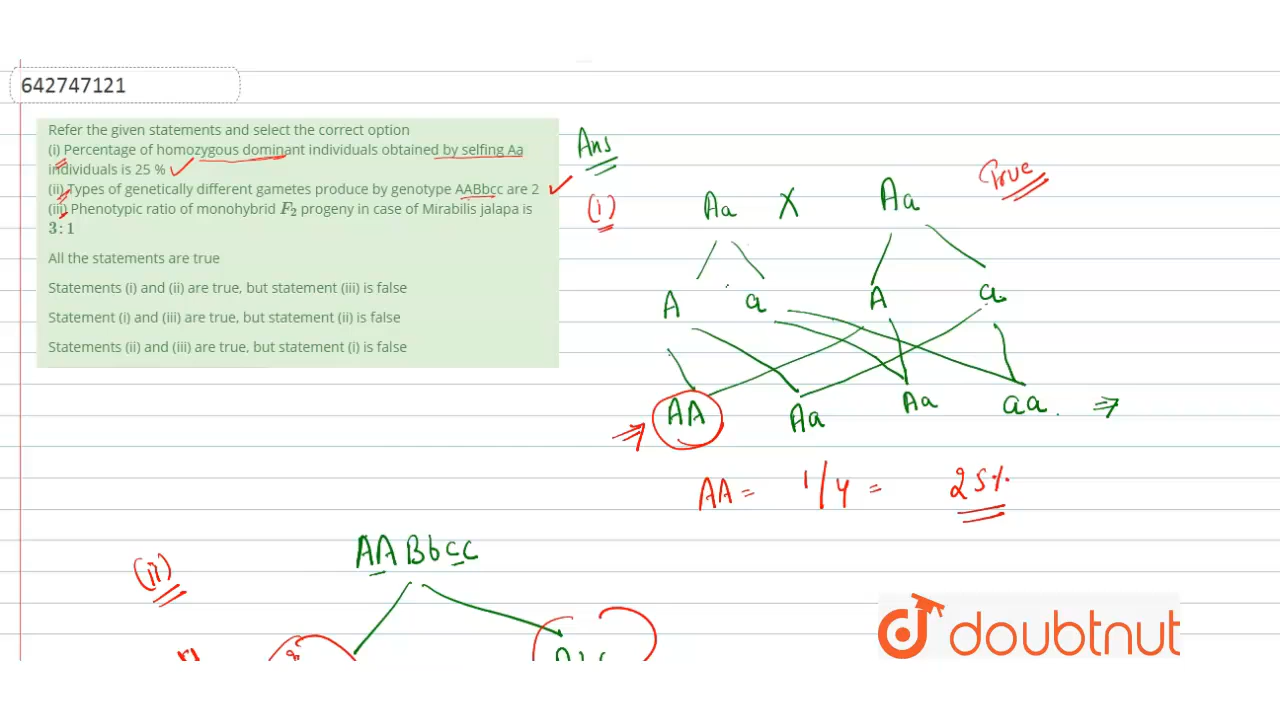 642747121
Refer the given statements and select the correct option
(i) Percentage of homozygous dominant individuals obtained by selfing Aa
individuals is 25 %
(ii) Types of genetically different gametes produce by genotype AABbcc are 2
(iii) Phenotypic ratio of monohybrid F₂ progeny in case of Mirabilis jalapa is
3 : 1
All the statements are true
Statements (i) and (ii) are true, but statement (iii) is false
Statement (i) and (iii) are true, but statement (ii) is false
Statements (ii) and (iii) are true, but statement (i) is false
Ans
True
(i) Aa X Aa
A a A a
AA Aa Aa aa ⇒
AA = 1/4 = 25%
(ii) AABbcc
doubtnut